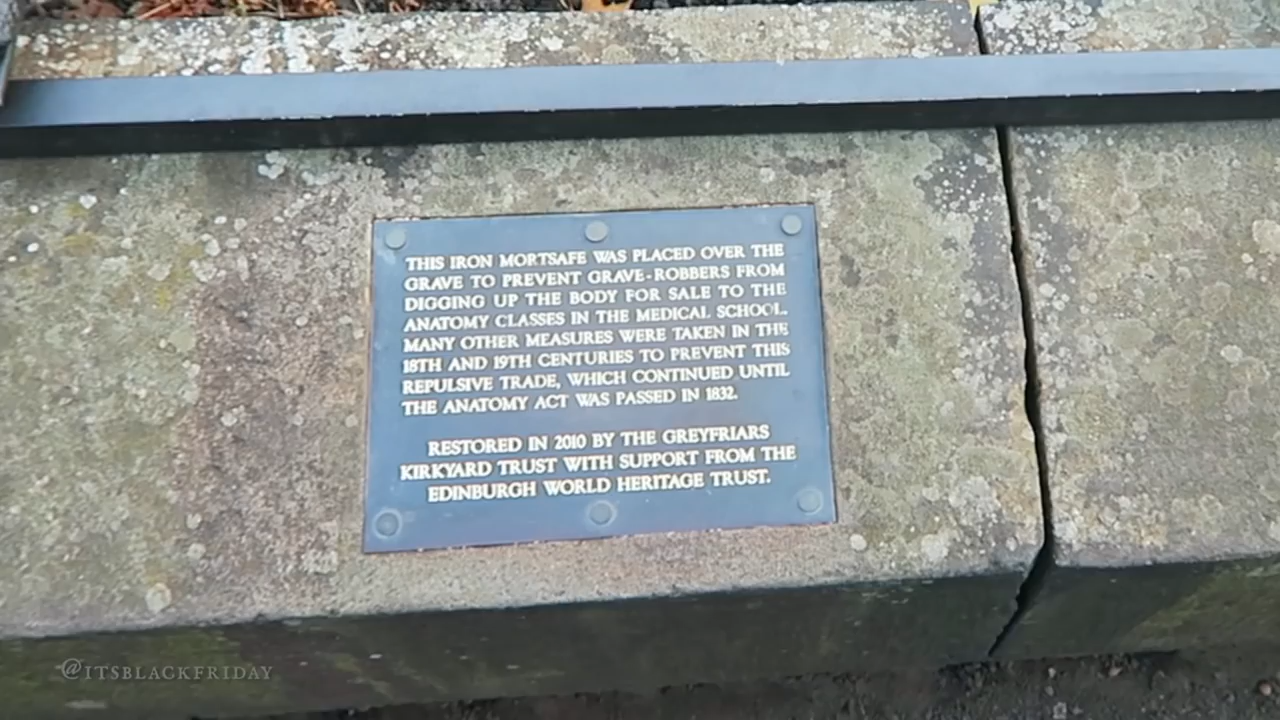 THIS IRON MORTSAFE WAS PLACED OVER THE
GRAVE TO PREVENT GRAVE-ROBBERS FROM
DIGGING UP THE BODY FOR SALE TO THE
ANATOMY CLASSES IN THE MEDICAL SCHOOL.
MANY OTHER MEASURES WERE TAKEN IN THE
18TH AND 19TH CENTURIES TO PREVENT THIS
REPULSIVE TRADE, WHICH CONTINUED UNTIL
THE ANATOMY ACT WAS PASSED IN 1832.
RESTORED IN 2010 BY THE GREYFRIARS
KIRKYARD TRUST WITH SUPPORT FROM THE
EDINBURGH WORLD HERITAGE TRUST.
@ITSBLACKFRIDAY